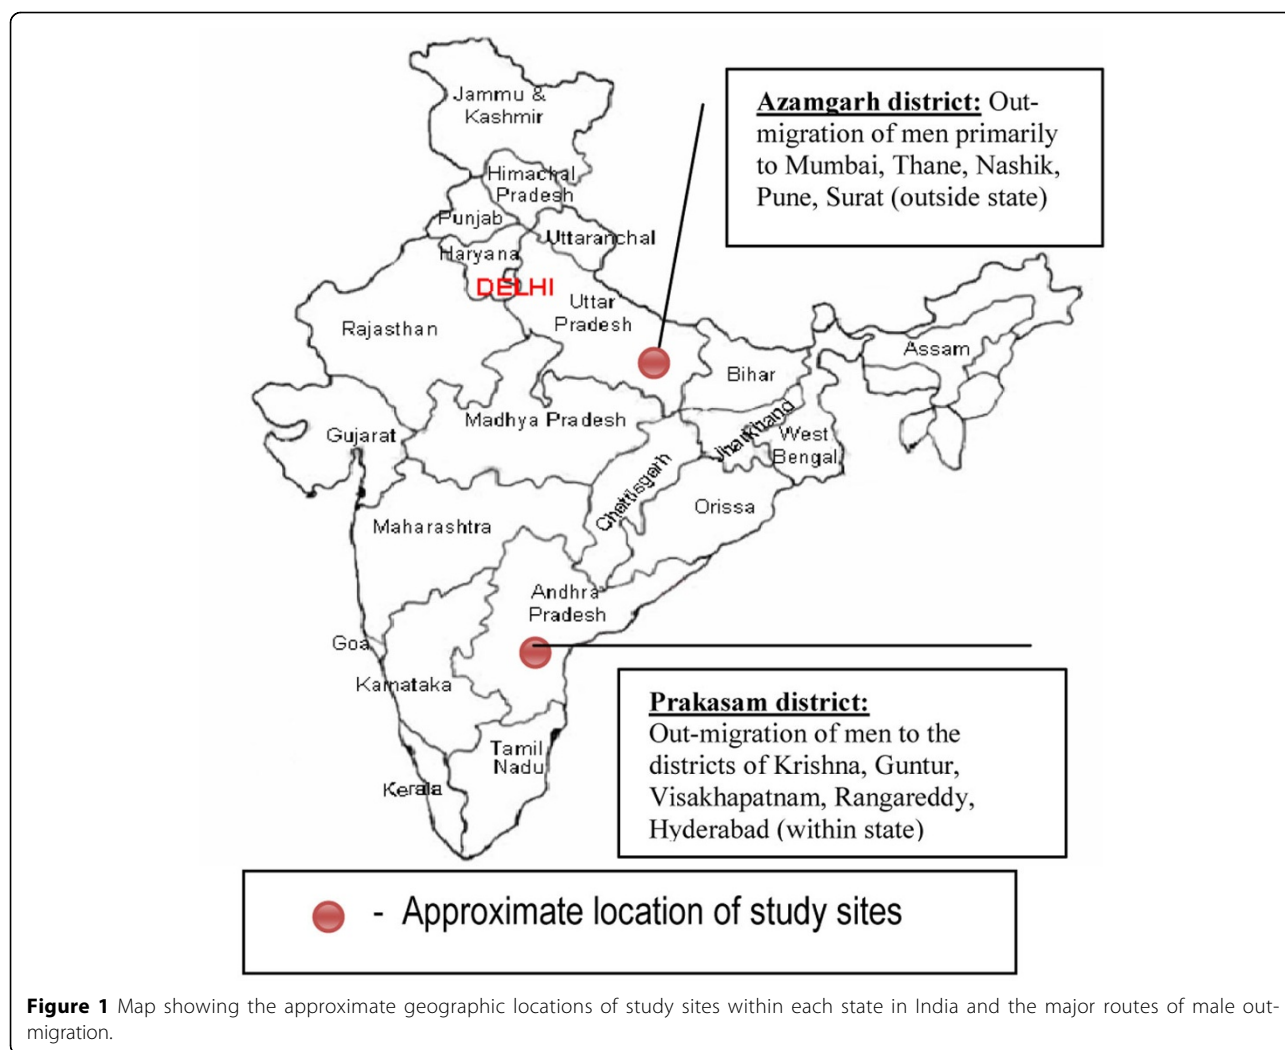 Jammu &
Kashmir
Himachal
Pradesh
Punjab
Uttaranchal
Haryana
DELHI
Uttar
Pradesh
Rajasthan
Assam
Bihar
Madhya Pradesh
Gujarat
Jharkhand
West
Bengal
Chattisgarh
Orissa
Maharashtra
Andhra
Pradesh
Goa
Karnataka
Tamil
Nadu
Kerala
Azamgarh district: Out-
migration of men primarily
to Mumbai, Thane, Nashik,
Pune, Surat (outside state)
Prakasam district:
Out-migration of men to the
districts of Krishna, Guntur,
Visakhapatnam, Rangareddy,
Hyderabad (within state)
- Approximate location of study sites
Figure 1 Map showing the approximate geographic locations of study sites within each state in India and the major routes of male out-
migration.